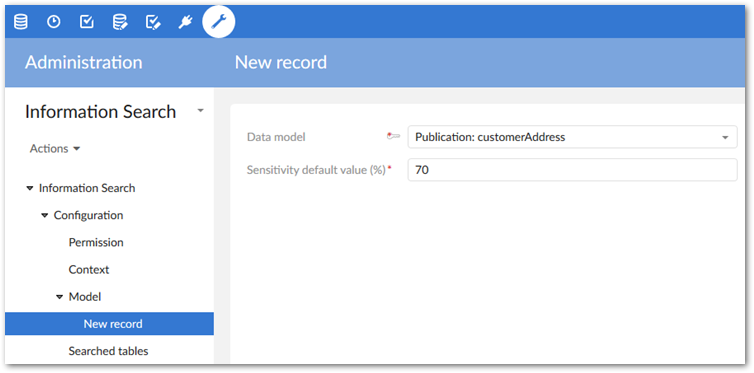 Administration
New record
Information Search
Actions
Data model
Publication: customerAddress
Sensitivity default value (%)*
70
Information Search
Configuration
Permission
Context
Model
New record
Searched tables